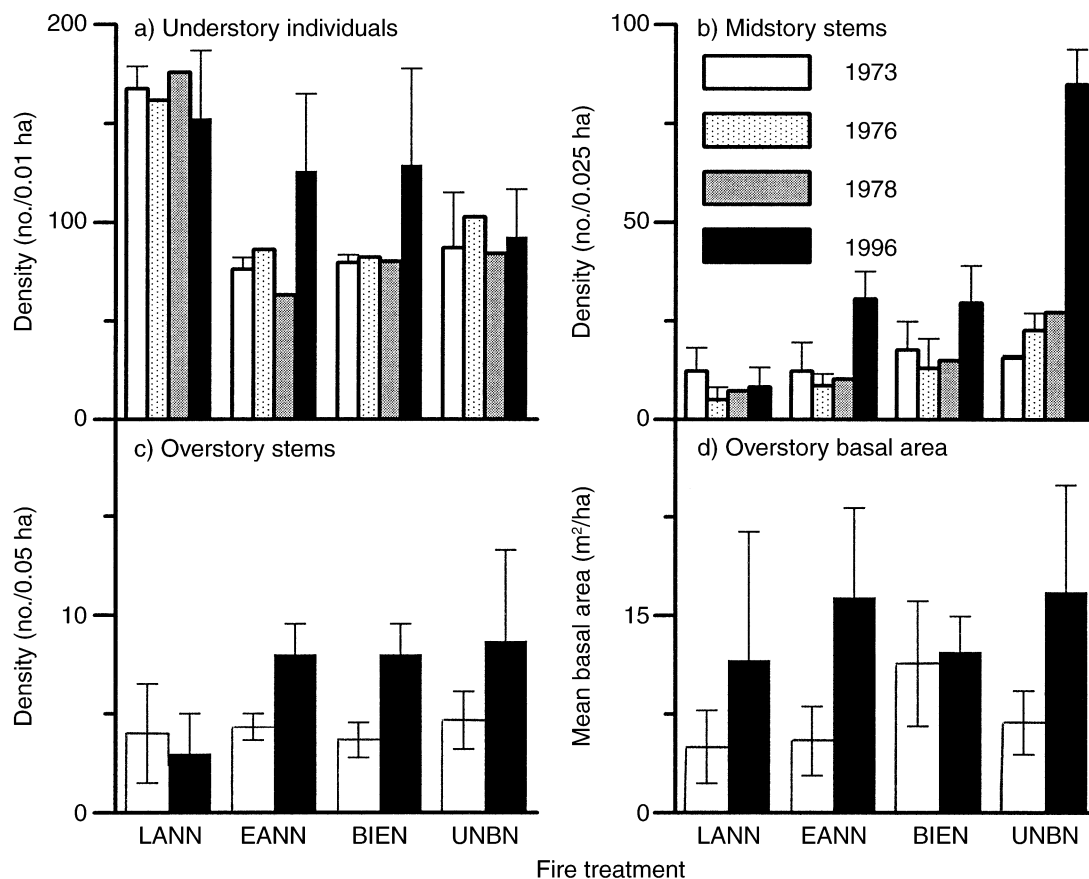 a) Understory individuals
200
100
0
Density (no./0.01 ha)
b) Midstory stems
100
50
0
Density (no./0.025 ha)
1973
1976
1978
1996
c) Overstory stems
10
0
Density (no./0.05 ha)
LANN EANN BIEN UNBN
d) Overstory basal area
15
0
Mean basal area (m²/ha)
LANN EANN BIEN UNBN
Fire treatment